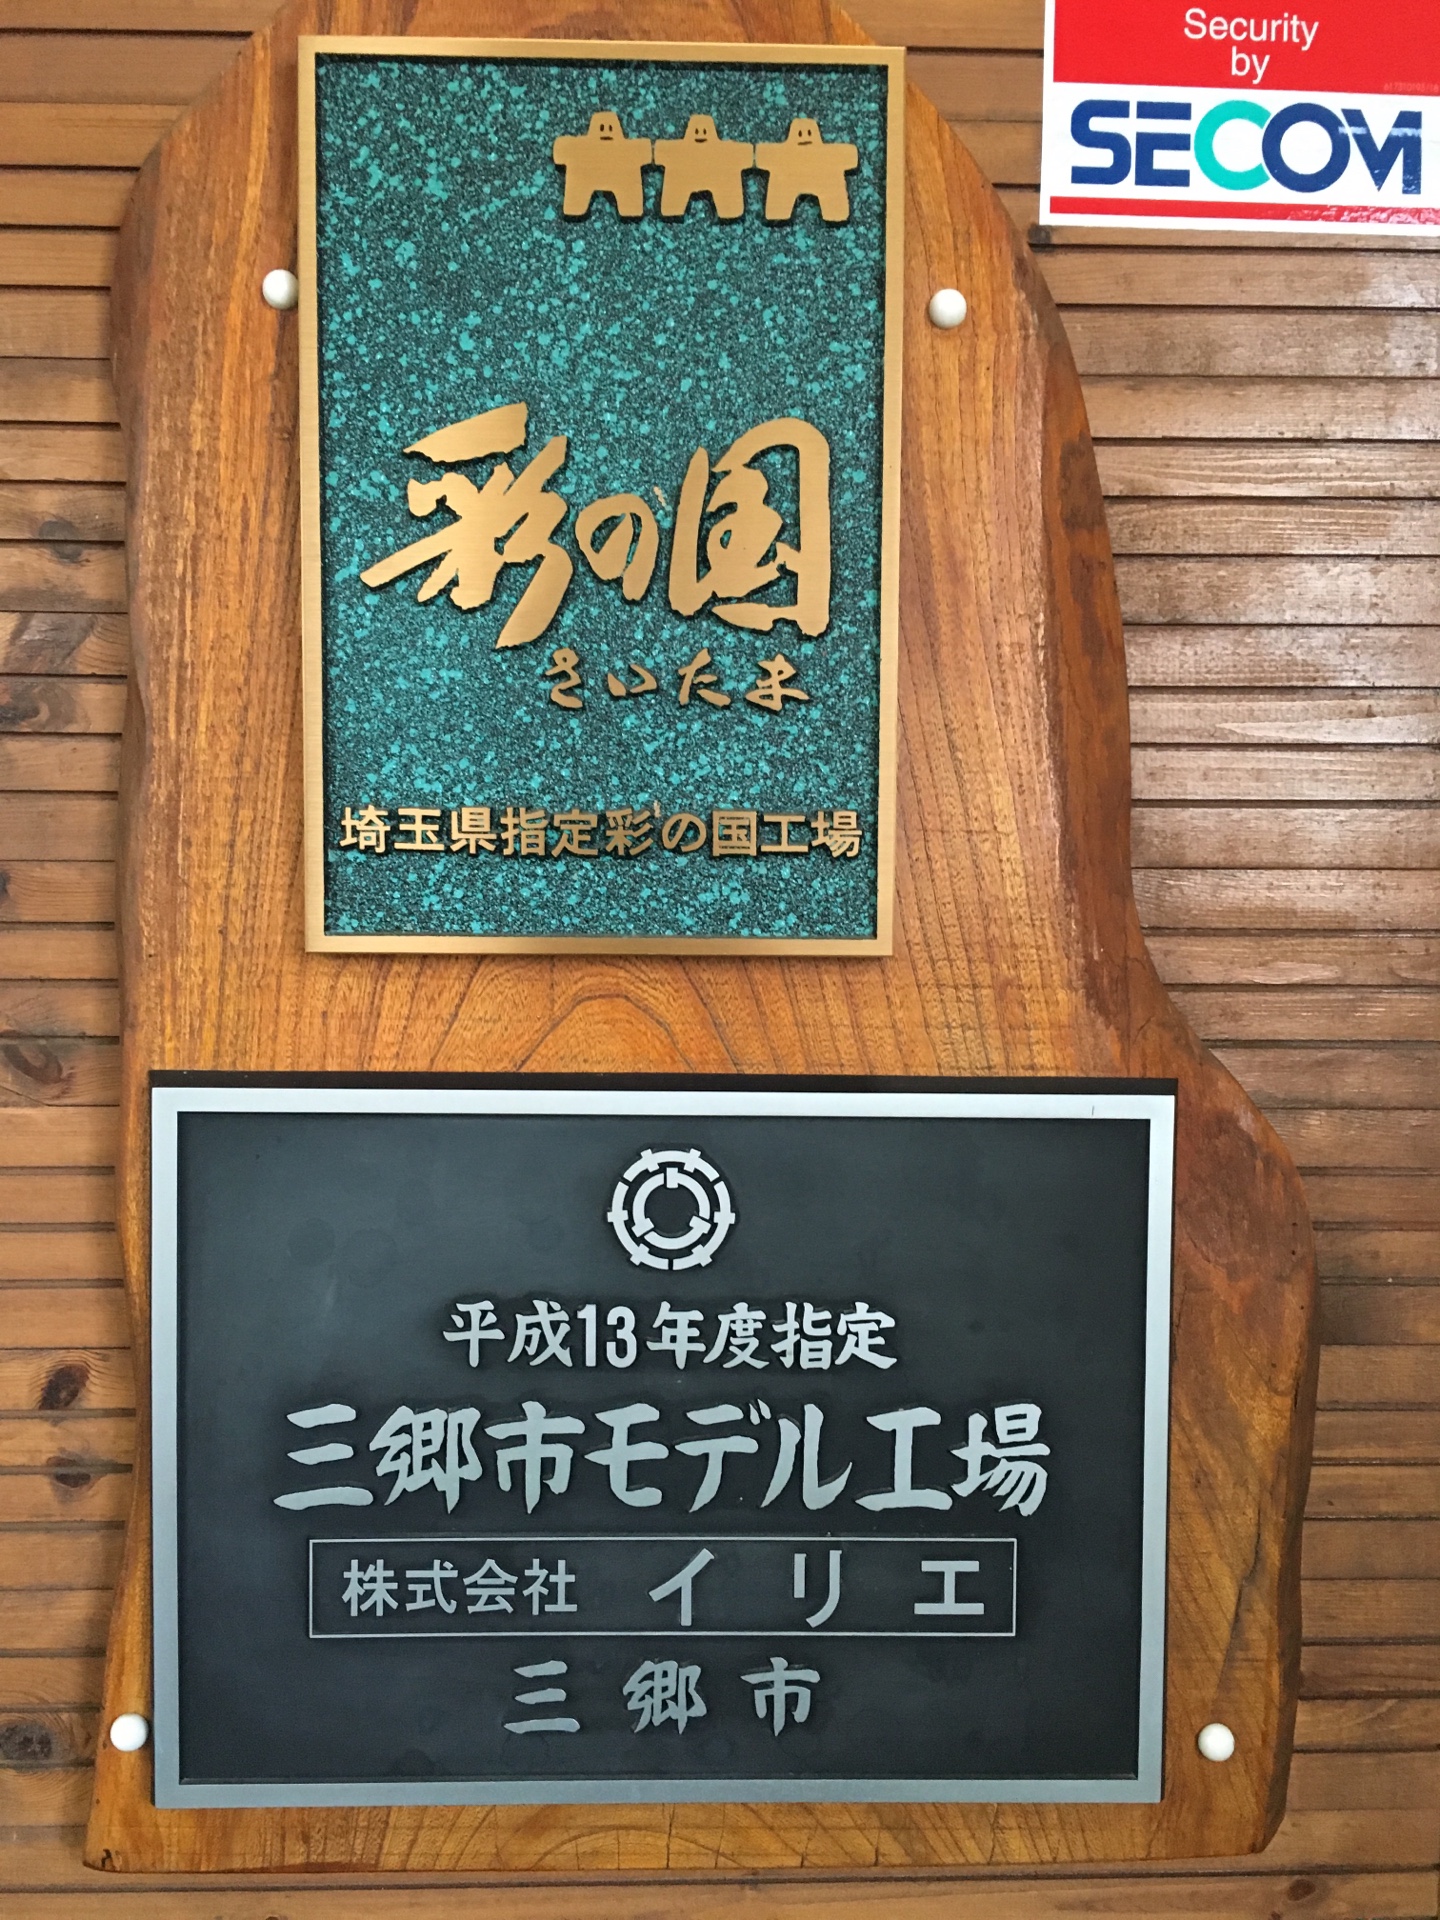 Security
by
SECOM
彩の国
さいたま
埼玉県指定彩の国工場
平成13年度指定
三郷市モデル工場
株式会社 イリエ
三郷市